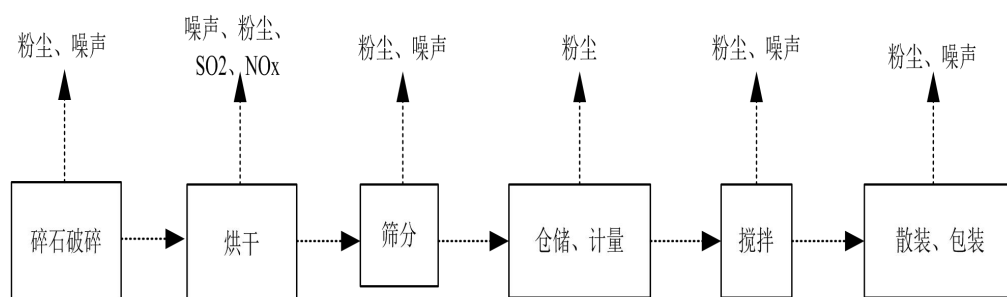 粉尘、噪声
噪声、粉尘、
SO2、NOx
粉尘、噪声
粉尘
粉尘、噪声
粉尘、噪声
碎石破碎
烘干
筛分
仓储、计量
搅拌
散装、包装